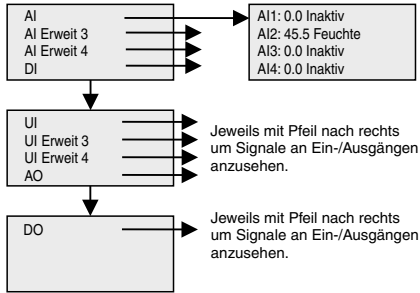 AI
AI Erweit 3
AI Erweit 4
DI
AI1: 0.0 Inaktiv
AI2: 45.5 Feuchte
AI3: 0.0 Inaktiv
AI4: 0.0 Inaktiv
UI
UI Erweit 3
UI Erweit 4
AO
Jeweils mit Pfeil nach rechts
um Signale an Ein-/Ausgängen
anzusehen.
DO
Jeweils mit Pfeil nach rechts
um Signale an Ein-/Ausgängen
anzusehen.